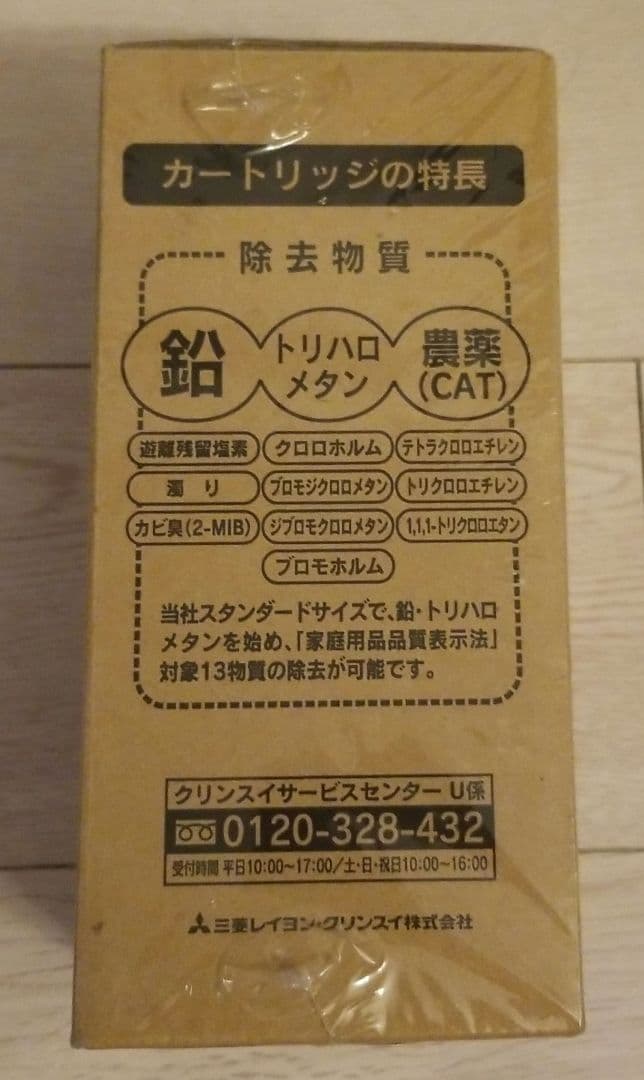 カートリッジの特長
除去物質
鉛
トリハロ
メタン
農薬
(CAT)
遊離残留塩素
クロロホルム
テトラクロロエチレン
濁り
ブロモジクロロメタン
トリクロロエチレン
カビ臭(2-MIB)
ジブロモクロロメタン
1,1,1-トリクロロエタン
ブロモホルム
当社スタンダードサイズで、鉛・トリハロ
メタンを始め、「家庭用品品質表示法」
対象13物質の除去が可能です。
クリンスイサービスセンター U係
0120-328-432
受付時間 平日10:00~17:00/土・日・祝日10:00~16:00
三菱レイヨン・クリンスイ株式会社